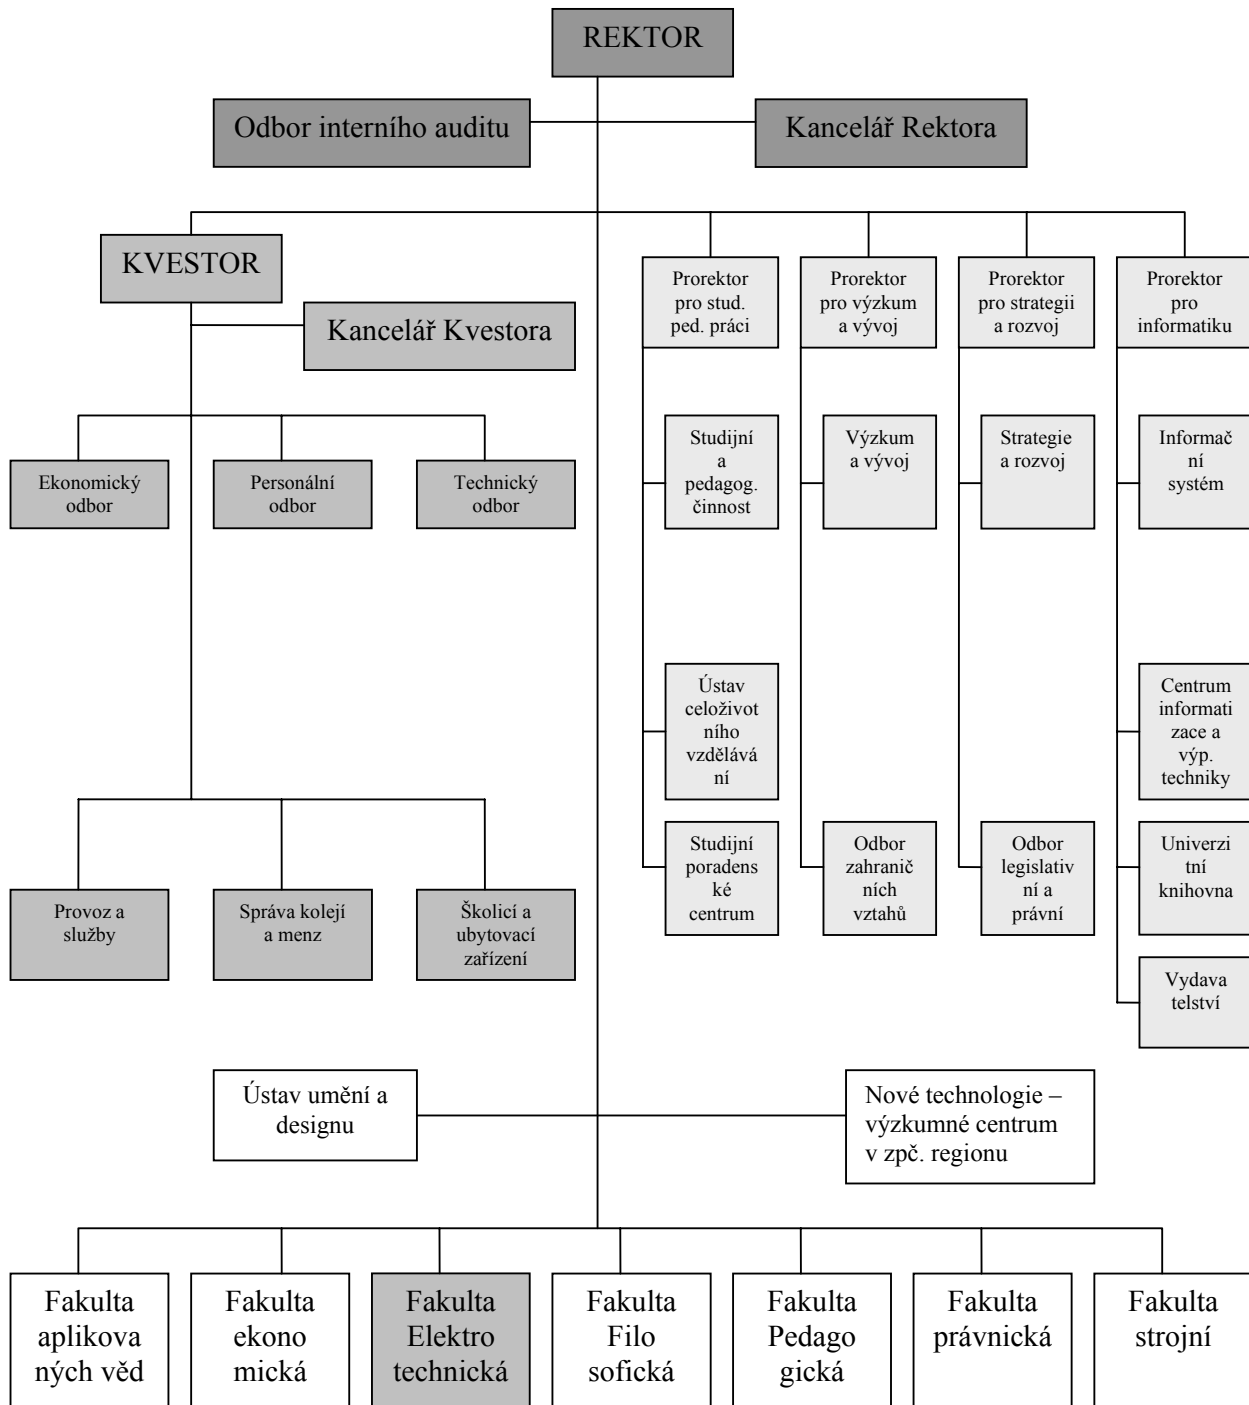 REKTOR
Odbor interního auditu
Kancelář Rektora
KVESTOR
Kancelář Kvestora
Prorektor
pro stud.
ped. práci
Prorektor
pro výzkum
a vývoj
Prorektor
pro strategii
a rozvoj
Prorektor
pro
informatiku
Ekonomický
odbor
Personální
odbor
Technický
odbor
Studijní
a
pedagog.
činnost
Výzkum
a vývoj
Strategie
a rozvoj
Informač
ní
systém
Ústav
celoživot
ního
vzdělává
ní
Centrum
informati
zace a
výp.
techniky
Studijní
poraden
ské
centrum
Odbor
zahranič
ních
vztahů
Odbor
legislativ
ní a
právní
Univerzi
tní
knihovna
Vydava
telství
Provoz a
služby
Správa kolejí
a menz
Školicí a
ubytovací
zařízení
Ústav umění a
designu
Nové technologie –
výzkumné centrum
v zpč. regionu
Fakulta
aplikova
ných věd
Fakulta
ekono
mická
Fakulta
Elektro
technická
Fakulta
Filo
sofická
Fakulta
Pedago
gická
Fakulta
právnická
Fakulta
strojní